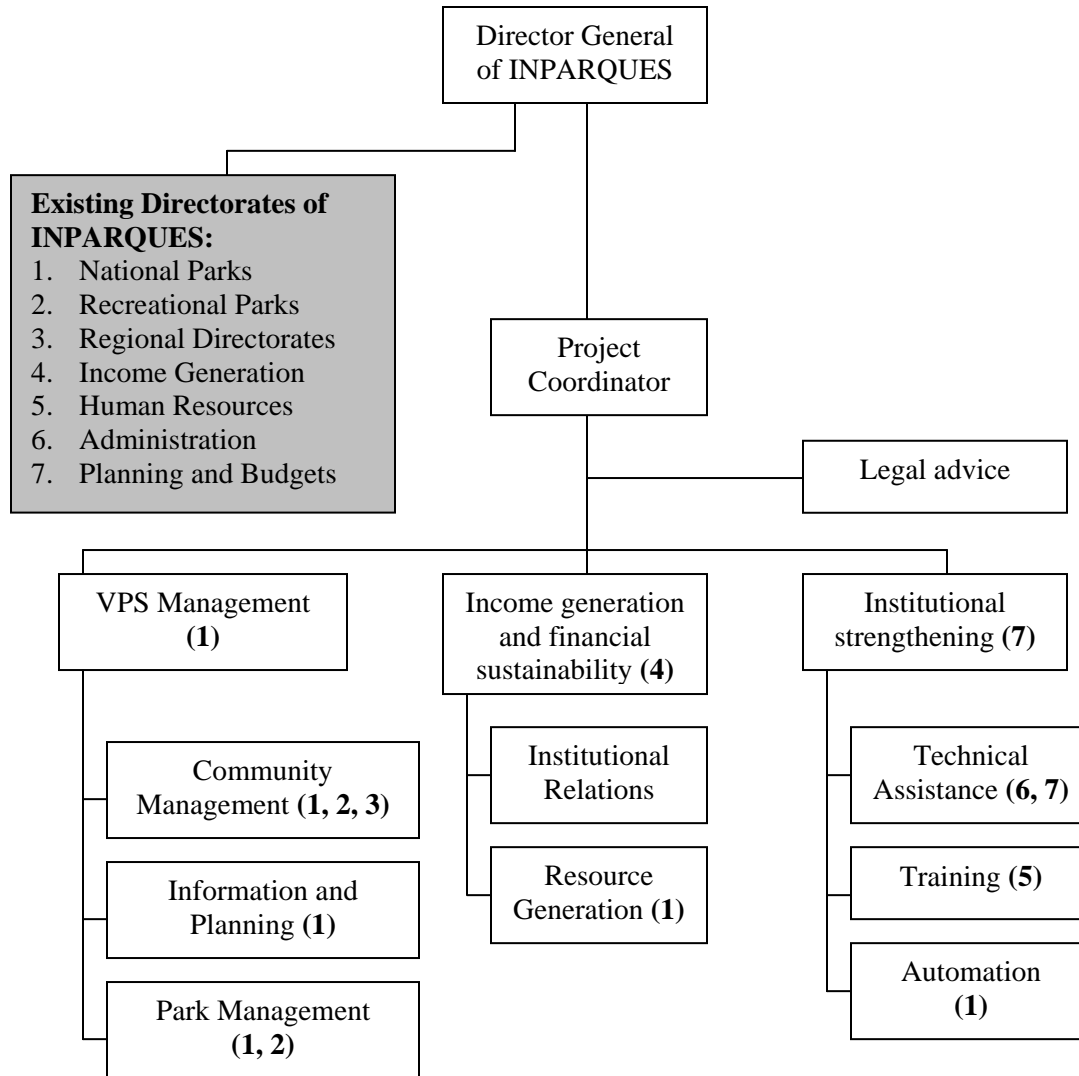 Director General
of INPARQUES
Existing Directorates of
INPARQUES:
1. National Parks
2. Recreational Parks
3. Regional Directorates
4. Income Generation
5. Human Resources
6. Administration
7. Planning and Budgets
Project
Coordinator
Legal advice
VPS Management
(1)
Community
Management (1, 2, 3)
Information and
Planning (1)
Park Management
(1, 2)
Income generation
and financial
sustainability (4)
Institutional
Relations
Resource
Generation (1)
Institutional
strengthening (7)
Technical
Assistance (6, 7)
Training (5)
Automation
(1)